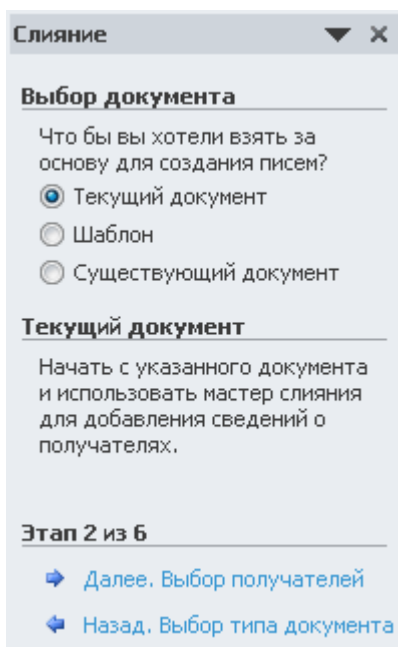 Слияние
Выбор документа
Что бы вы хотели взять за
основу для создания писем?
Текущий документ
Шаблон
Существующий документ
Текущий документ
Начать с указанного документа
и использовать мастер слияния
для добавления сведений о
получателях.
Этап 2 из 6
Далее. Выбор получателей
Назад. Выбор типа документа